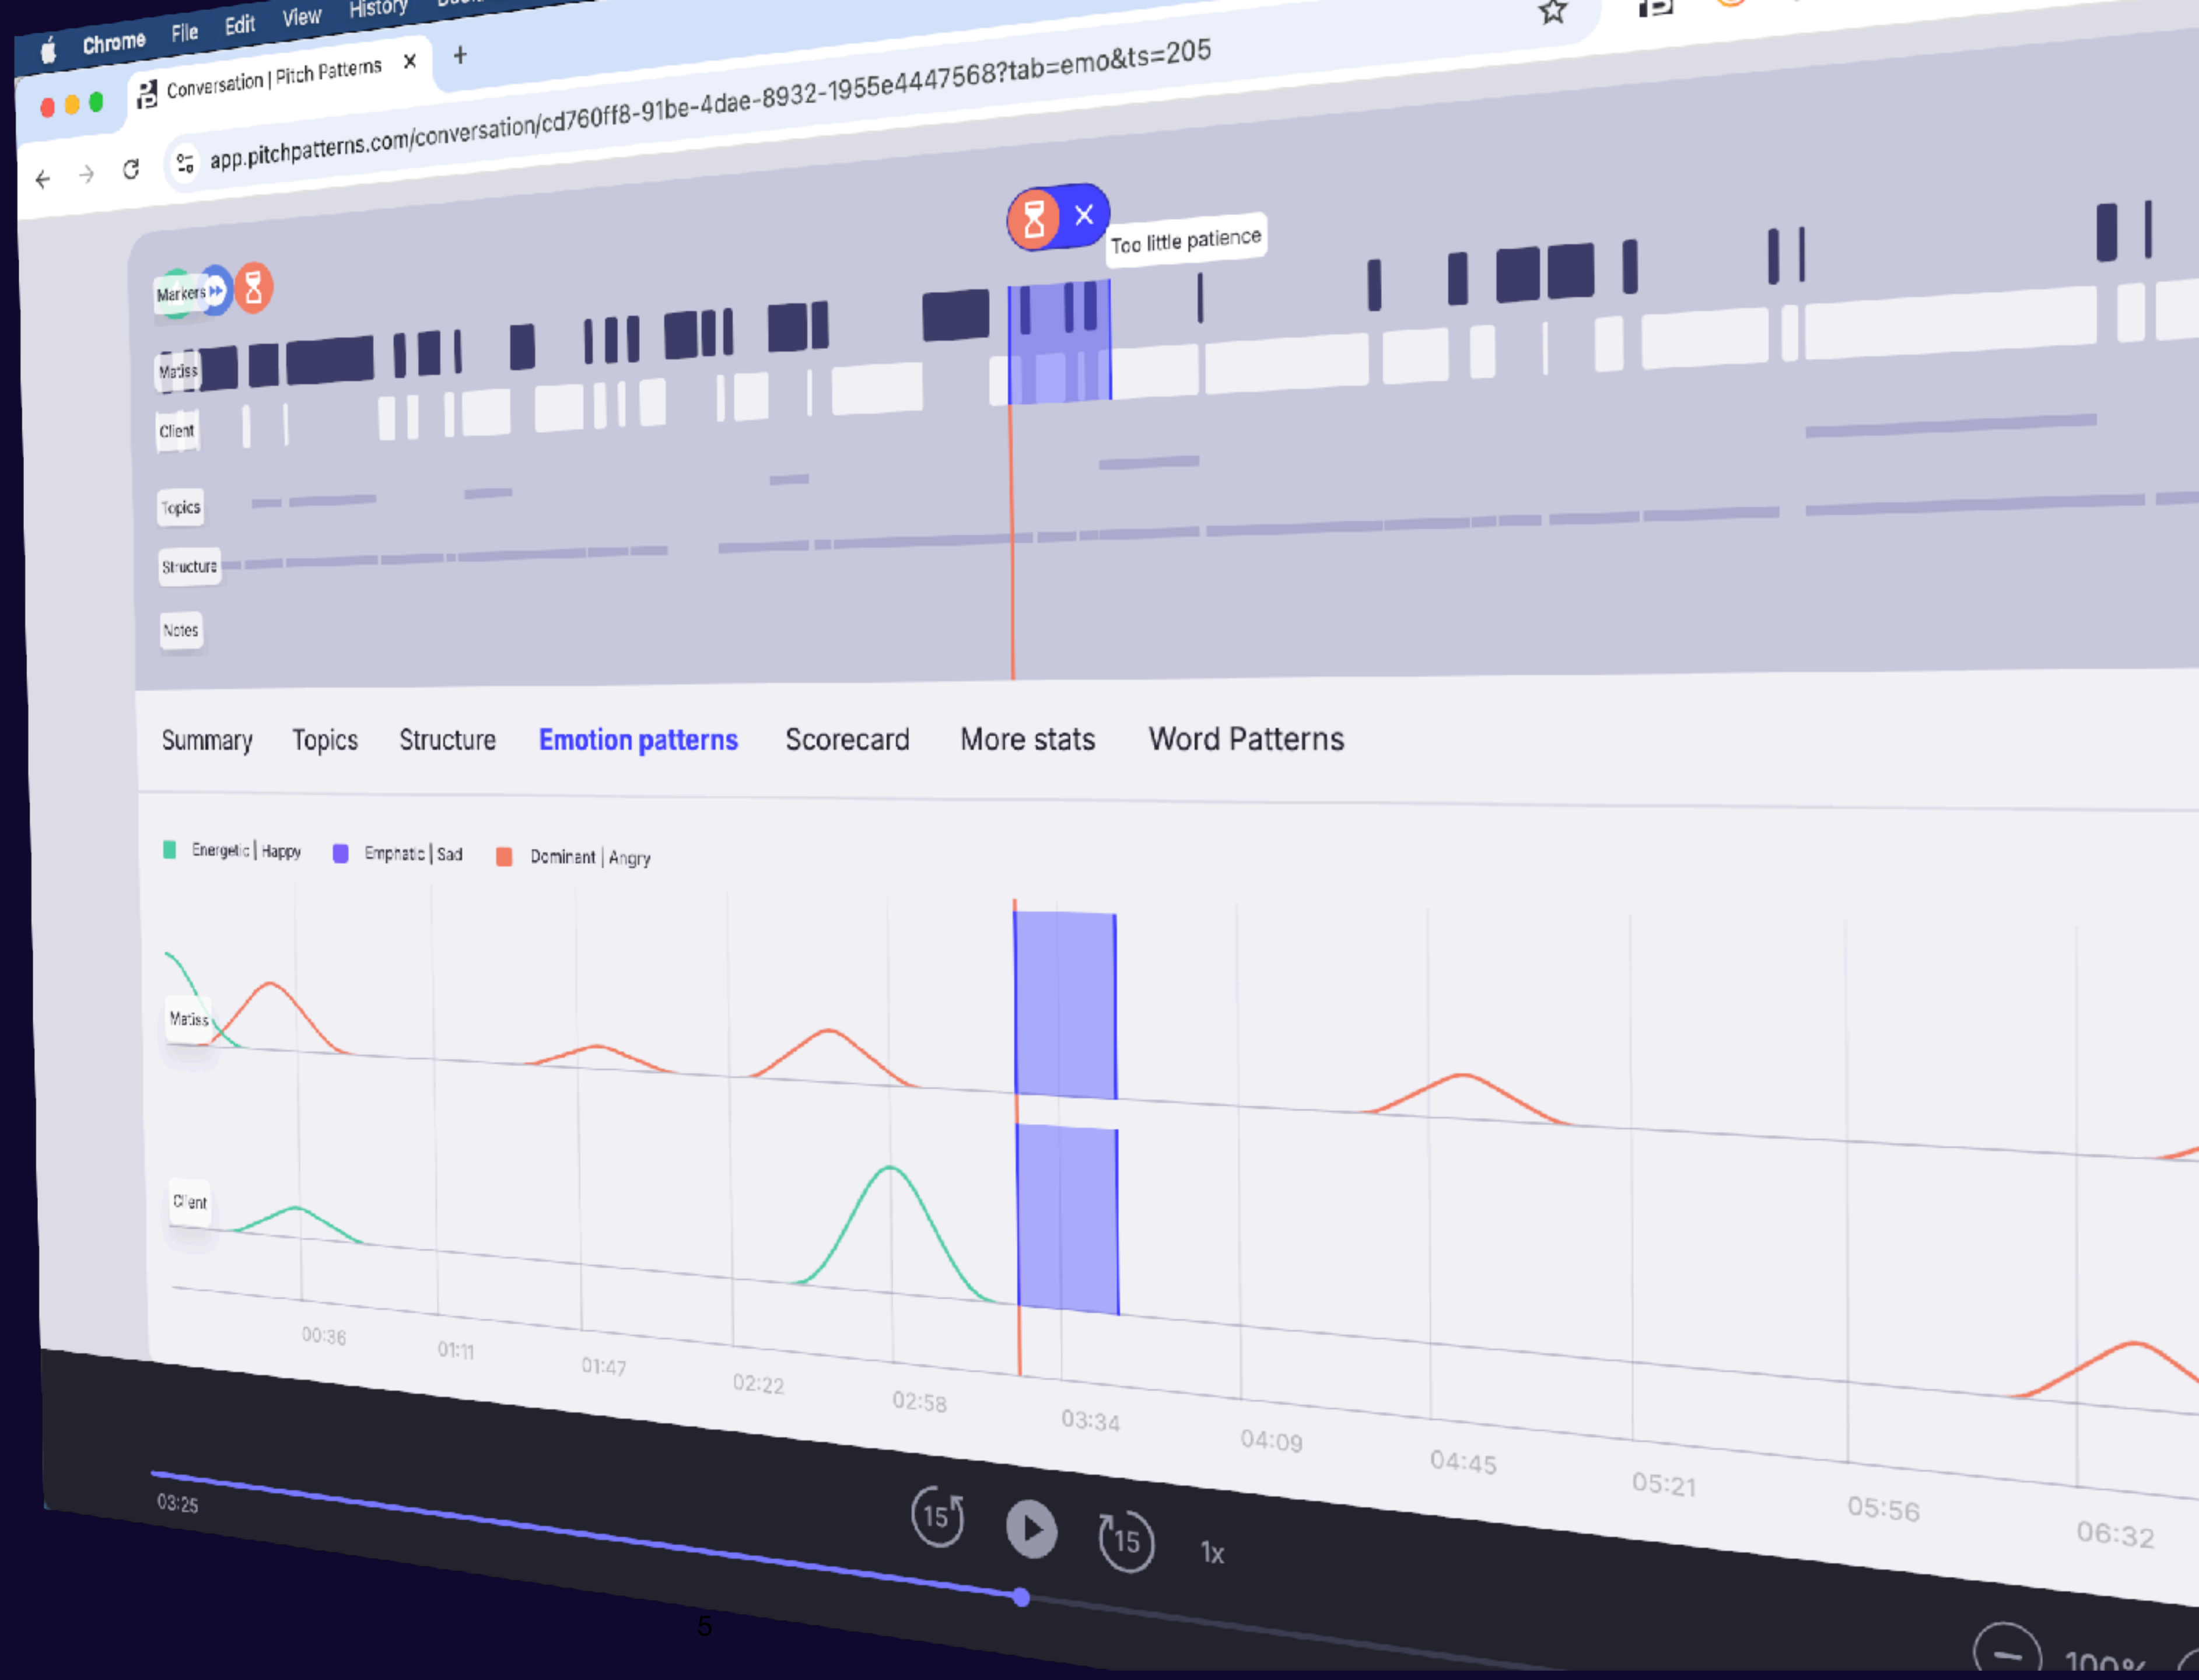 Chrome File Edit View History
Conversation | Pitch Patterns
app.pitchpatterns.com/conversation/cd760ff8-91be-4dae-8932-1955e4447568?tab=emo&ts=205
Too little patience
Markers
Matiss
Client
Topics
Structure
Notes
Summary Topics Structure Emotion patterns Scorecard More stats Word Patterns
Energetic | Happy Emphatic | Sad Dominant | Angry
Matiss
Client
00:36 01:11 01:47 02:22 02:58 03:34 04:09 04:45 05:21 05:56 06:32
03:25
15 15 1x
100%
5